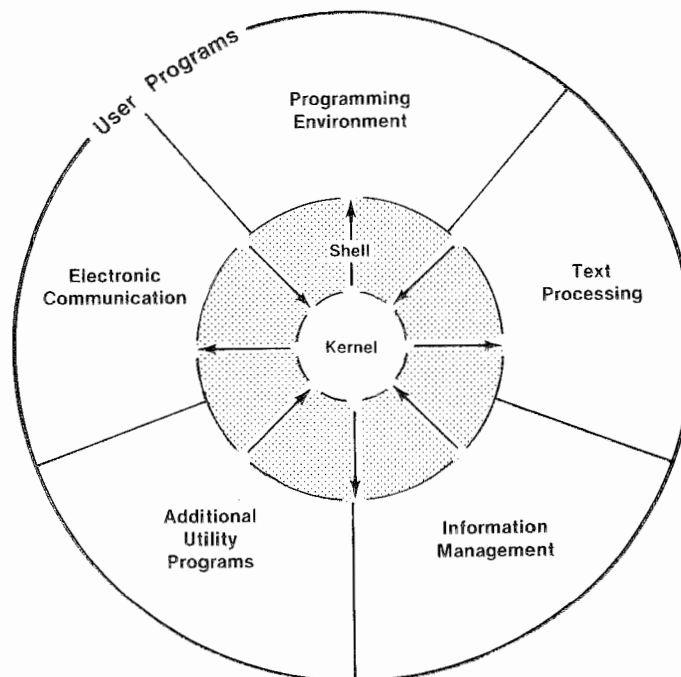 User Programs
Programming
Environment
Shell
Electronic
Communication
Text
Processing
Kernel
Additional
Utility
Programs
Information
Management